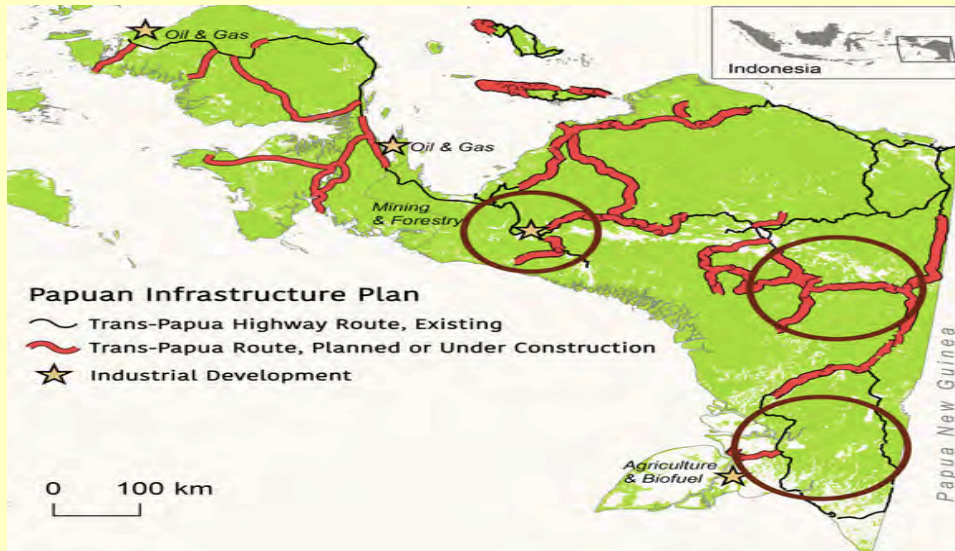 Oil & Gas
Indonesia
Oil & Gas
Mining
& Forestry
Papuan Infrastructure Plan
Trans-Papua Highway Route, Existing
Trans-Papua Route, Planned or Under Construction
Industrial Development
Papua New Guinea
Agriculture
& Biofuel
0 100 km